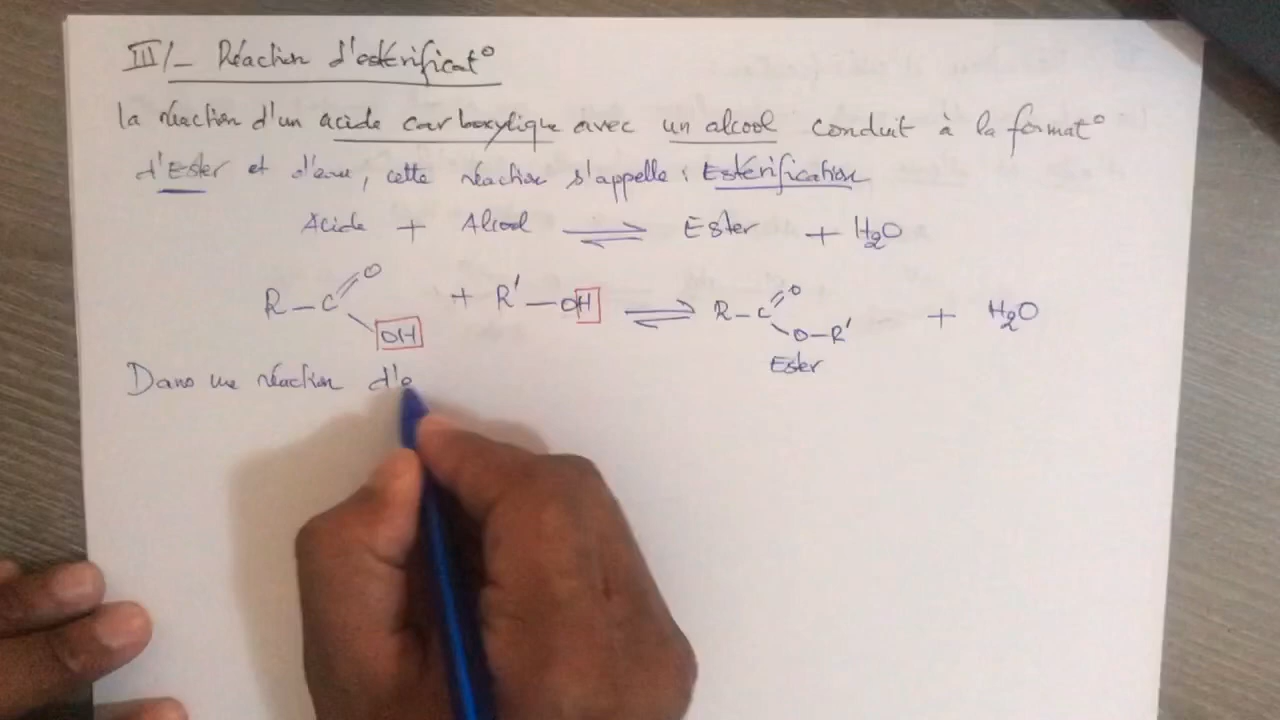 III/- Réaction d'estérificat°
la réaction d'un acide carboxylique avec un alcool conduit à la format°
d'Ester et d'eau, cette réaction s'appelle : Estérification
Acide + Alcool ⇌ Ester + H₂O
R-C(=O)-OH + R'-OH ⇌ R-C(=O)-O-R' + H₂O
Ester
Dans une réaction d'e